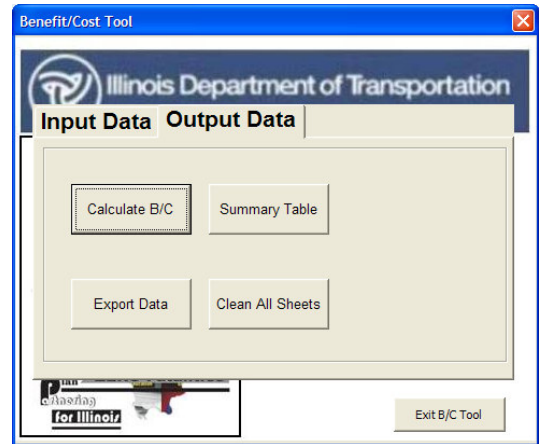 Benefit/Cost Tool
Illinois Department of Transportation
Input Data Output Data
Calculate B/C Summary Table
Export Data Clean All Sheets
for Illinois
Exit B/C Tool